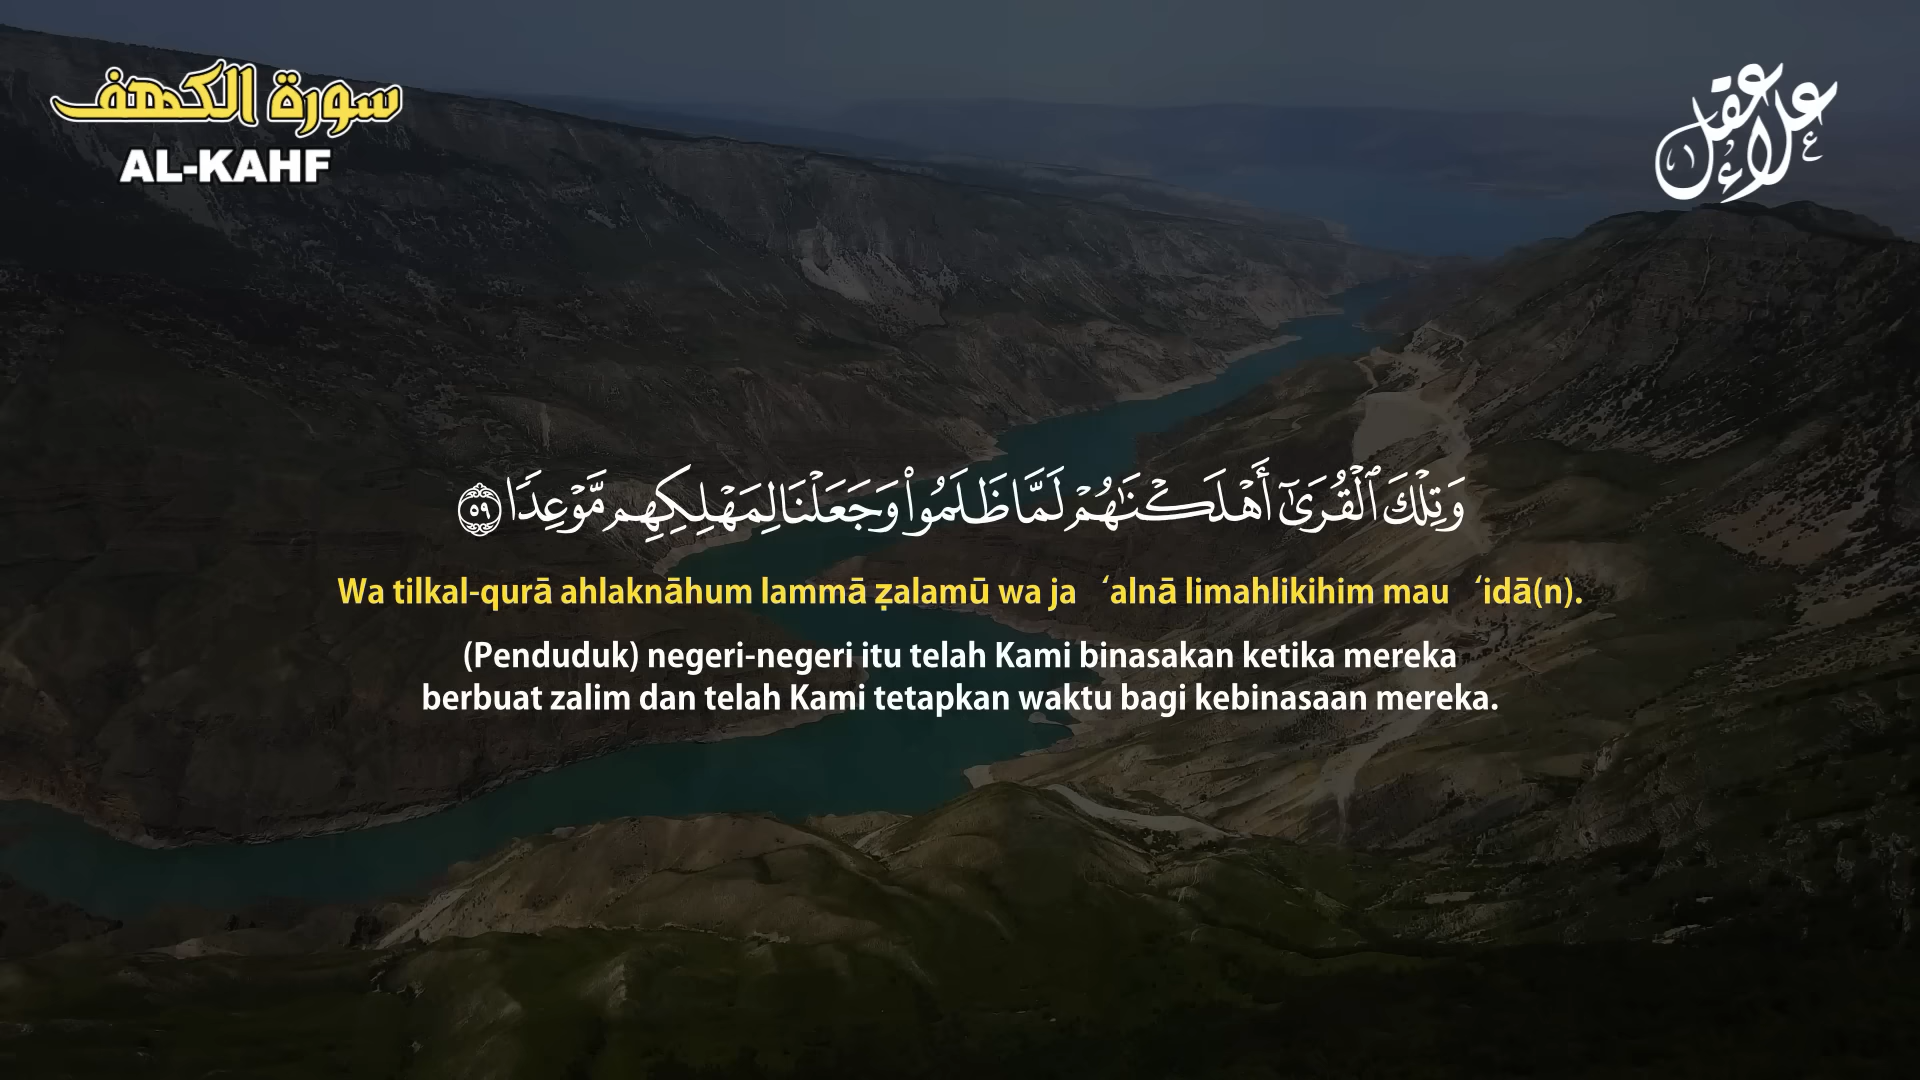 سورة الكهف
AL-KAHF
علاء عقل
وَتِلْكَ ٱلْقُرَىٰٓ أَهْلَكْنَٰهُمْ لَمَّا ظَلَمُوا۟ وَجَعَلْنَا لِمَهْلِكِهِم مَّوْعِدًا ٥٩
Wa tilkal-qurā ahlaknāhum lammā ẓalamū wa ja ‘alnā limahlikihim mau ‘idā(n).
(Penduduk) negeri-negeri itu telah Kami binasakan ketika mereka
berbuat zalim dan telah Kami tetapkan waktu bagi kebinasaan mereka.